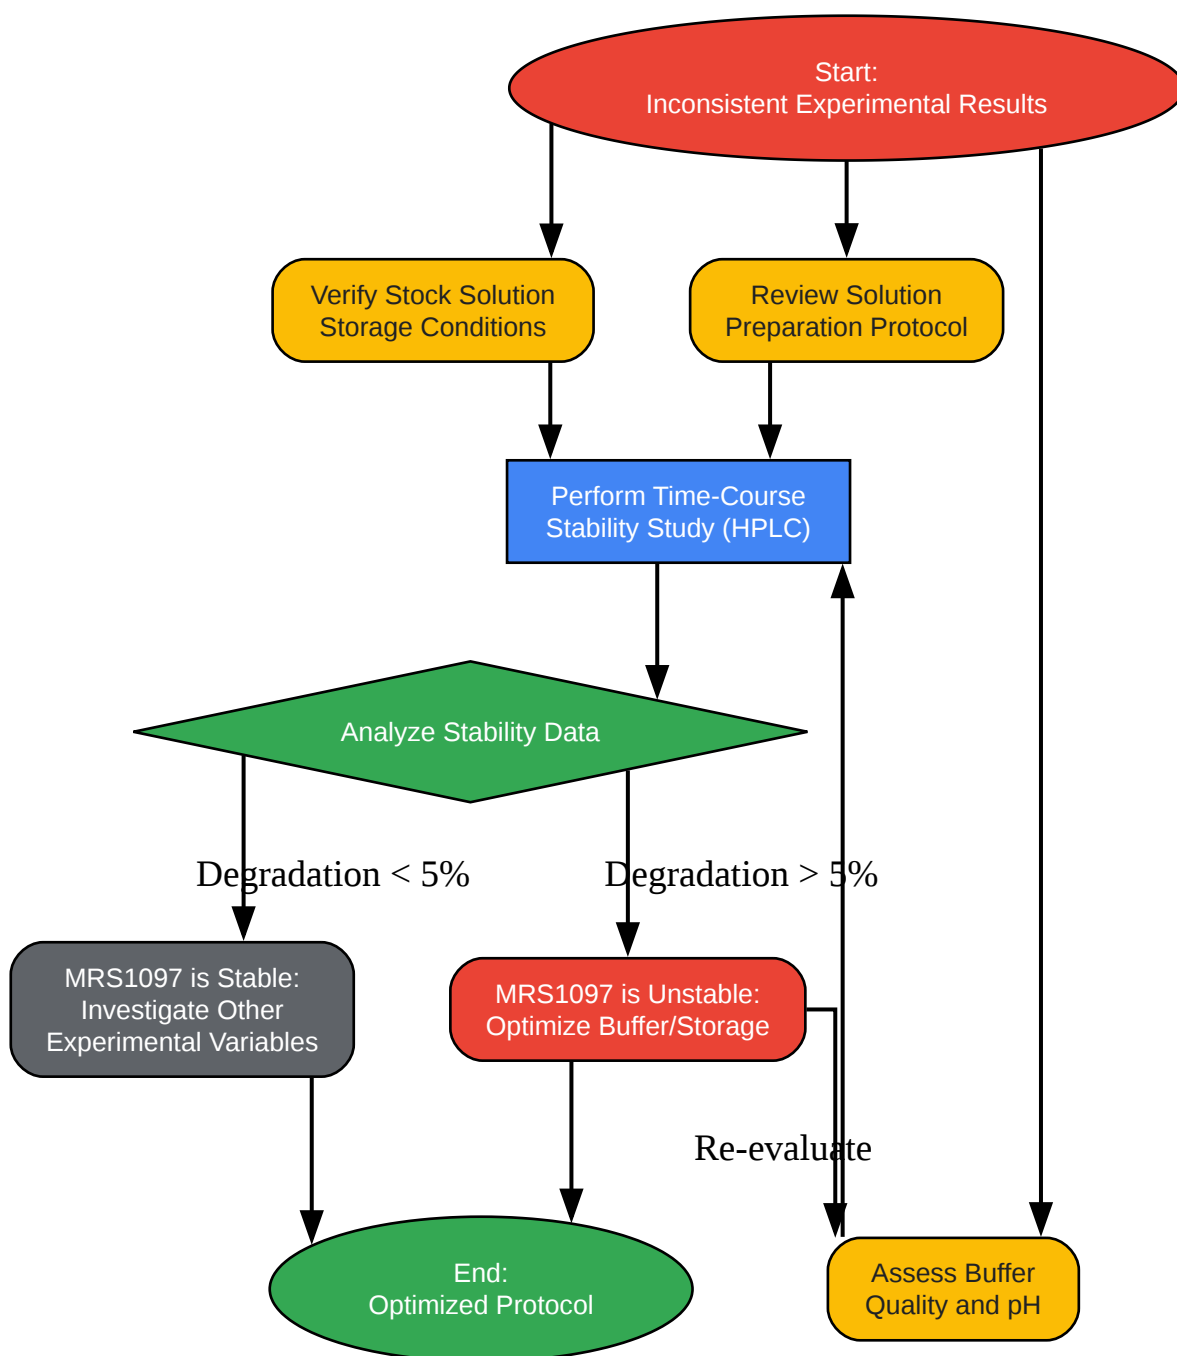 Start:
Inconsistent Experimental Results
Verify Stock Solution
Storage Conditions
Review Solution
Preparation Protocol
Perform Time-Course
Stability Study (HPLC)
Analyze Stability Data
Degradation < 5%
Degradation > 5%
MRS1097 is Stable:
Investigate Other
Experimental Variables
MRS1097 is Unstable:
Optimize Buffer/Storage
Re-evaluate
End:
Optimized Protocol
Assess Buffer
Quality and pH